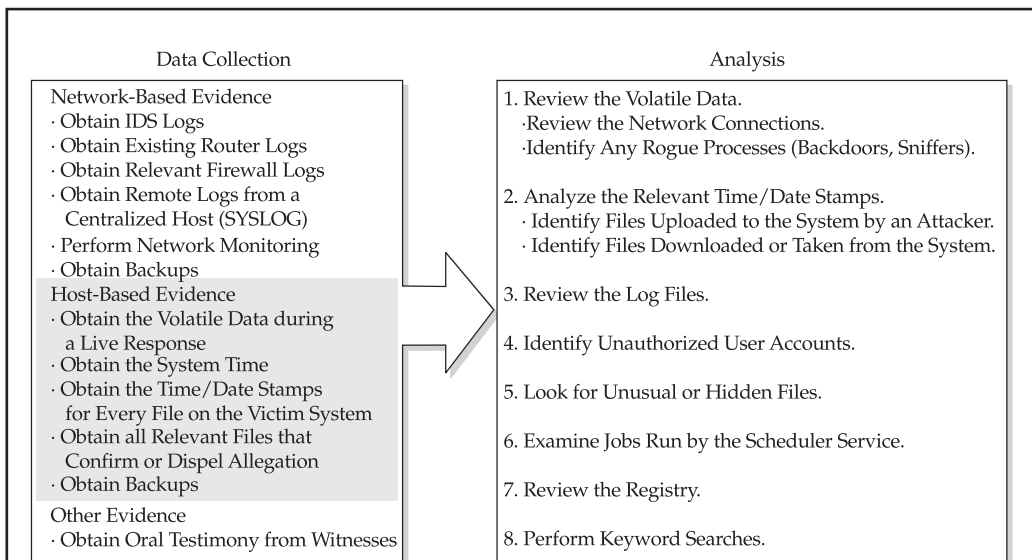 Data Collection
Network-Based Evidence
· Obtain IDS Logs
· Obtain Existing Router Logs
· Obtain Relevant Firewall Logs
· Obtain Remote Logs from a
Centralized Host (SYSLOG)
· Perform Network Monitoring
· Obtain Backups
Host-Based Evidence
· Obtain the Volatile Data during
a Live Response
· Obtain the System Time
· Obtain the Time/Date Stamps
for Every File on the Victim System
· Obtain all Relevant Files that
Confirm or Dispel Allegation
· Obtain Backups
Other Evidence
· Obtain Oral Testimony from Witnesses
Analysis
1. Review the Volatile Data.
·Review the Network Connections.
·Identify Any Rogue Processes (Backdoors, Sniffers).
2. Analyze the Relevant Time/Date Stamps.
· Identify Files Uploaded to the System by an Attacker.
· Identify Files Downloaded or Taken from the System.
3. Review the Log Files.
4. Identify Unauthorized User Accounts.
5. Look for Unusual or Hidden Files.
6. Examine Jobs Run by the Scheduler Service.
7. Review the Registry.
8. Perform Keyword Searches.